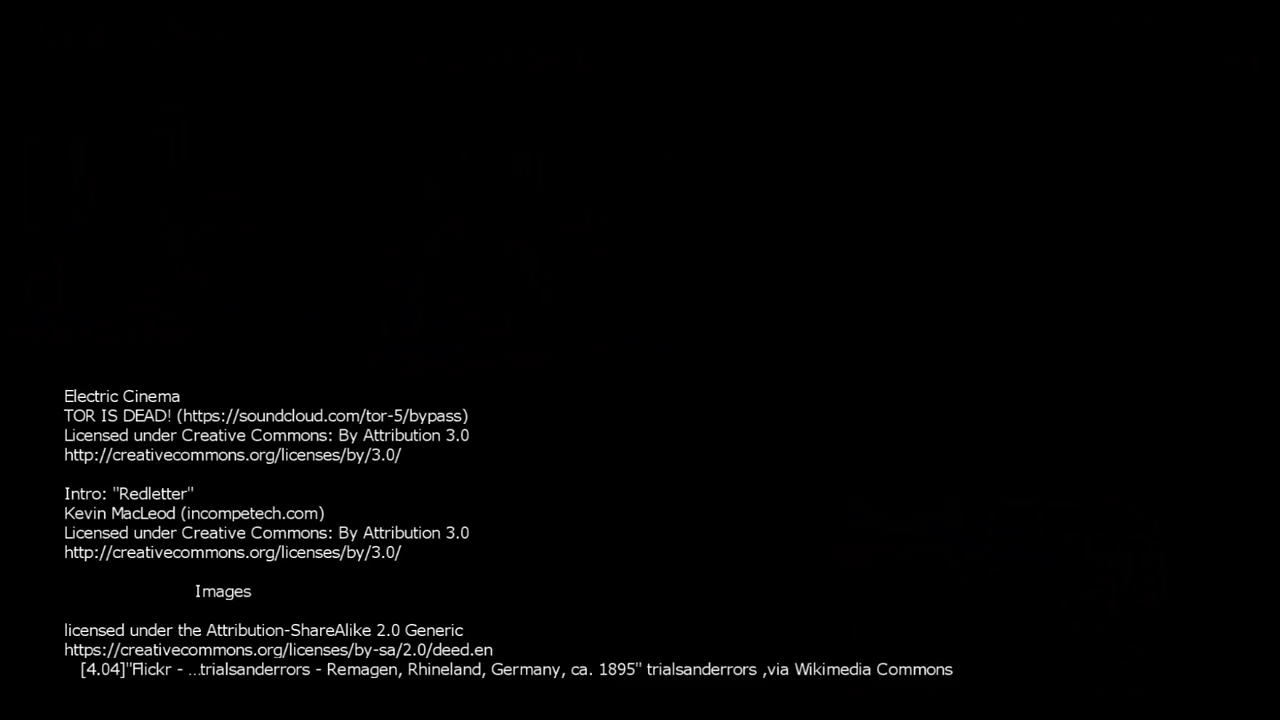 Electric Cinema
TOR IS DEAD! (https://soundcloud.com/tor-5/bypass)
Licensed under Creative Commons: By Attribution 3.0
http://creativecommons.org/licenses/by/3.0/
Intro: "Redletter"
Kevin MacLeod (incompetech.com)
Licensed under Creative Commons: By Attribution 3.0
http://creativecommons.org/licenses/by/3.0/
Images
licensed under the Attribution-ShareAlike 2.0 Generic
https://creativecommons.org/licenses/by-sa/2.0/deed.en
[4.04]"Flickr - ...trialsanderrors - Remagen, Rhineland, Germany, ca. 1895" trialsanderrors ,via Wikimedia Commons